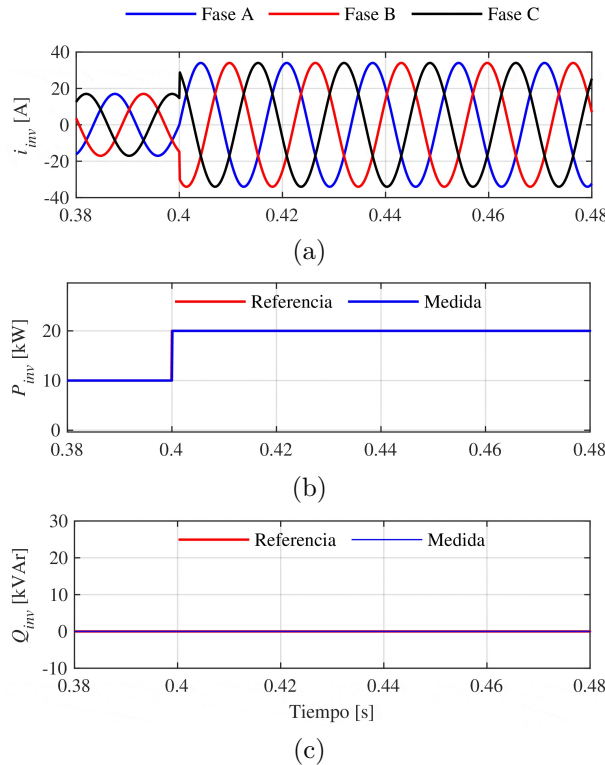 Fase A Fase B Fase C
40
20
0
-20
-40
i_inv [A]
0.38 0.4 0.42 0.44 0.46 0.48
(a)
Referencia Medida
20
10
0
P_inv [kW]
0.38 0.4 0.42 0.44 0.46 0.48
(b)
30
Referencia Medida
20
10
0
-10
Q_inv [kVAr]
0.38 0.4 0.42 0.44 0.46 0.48
Tiempo [s]
(c)